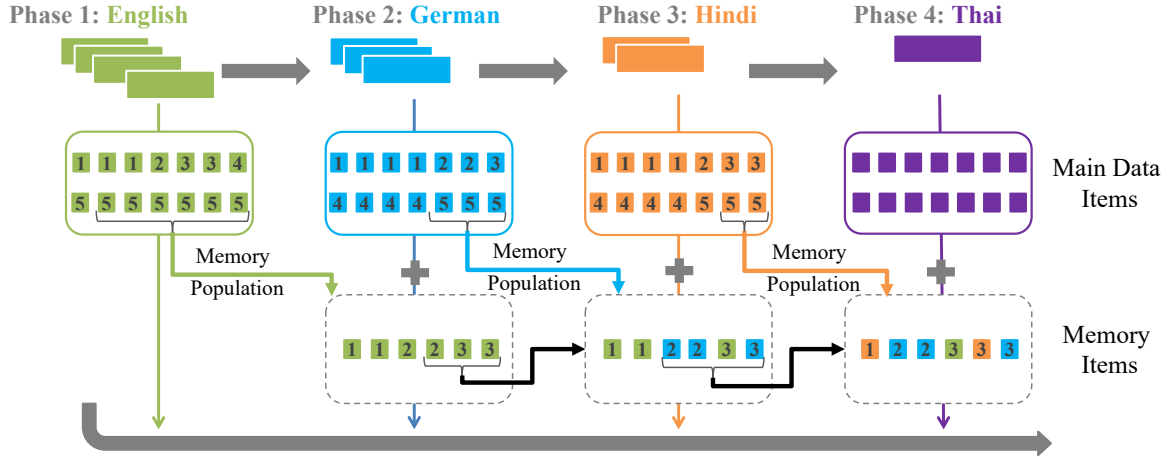 Phase 1: English
Phase 2: German
Phase 3: Hindi
Phase 4: Thai
1 1 1 2 3 3 4
5 5 5 5 5 5 5
1 1 1 1 2 2 3
4 4 4 4 5 5 5
1 1 1 1 2 3 3
4 4 4 4 5 5 5
Main Data
Items
Memory
Population
Memory
Population
Memory
Population
1 1 2 2 3 3
1 1 2 2 3 3
1 2 2 3 3 3
Memory
Items